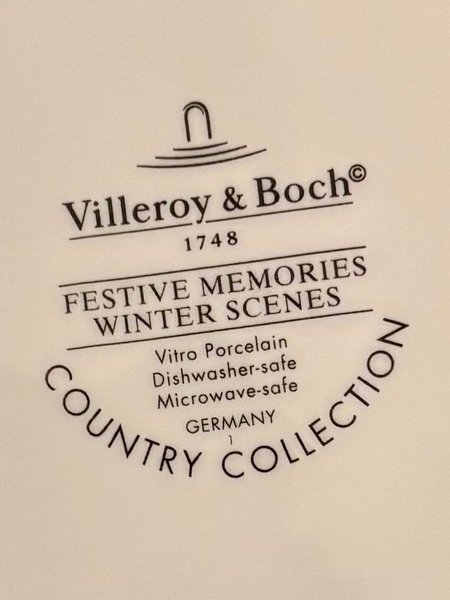 Villeroy & Boch©
1748
FESTIVE MEMORIES
WINTER SCENES
Vitro Porcelain
Dishwasher-safe
Microwave-safe
GERMANY
1
COUNTRY COLLECTION